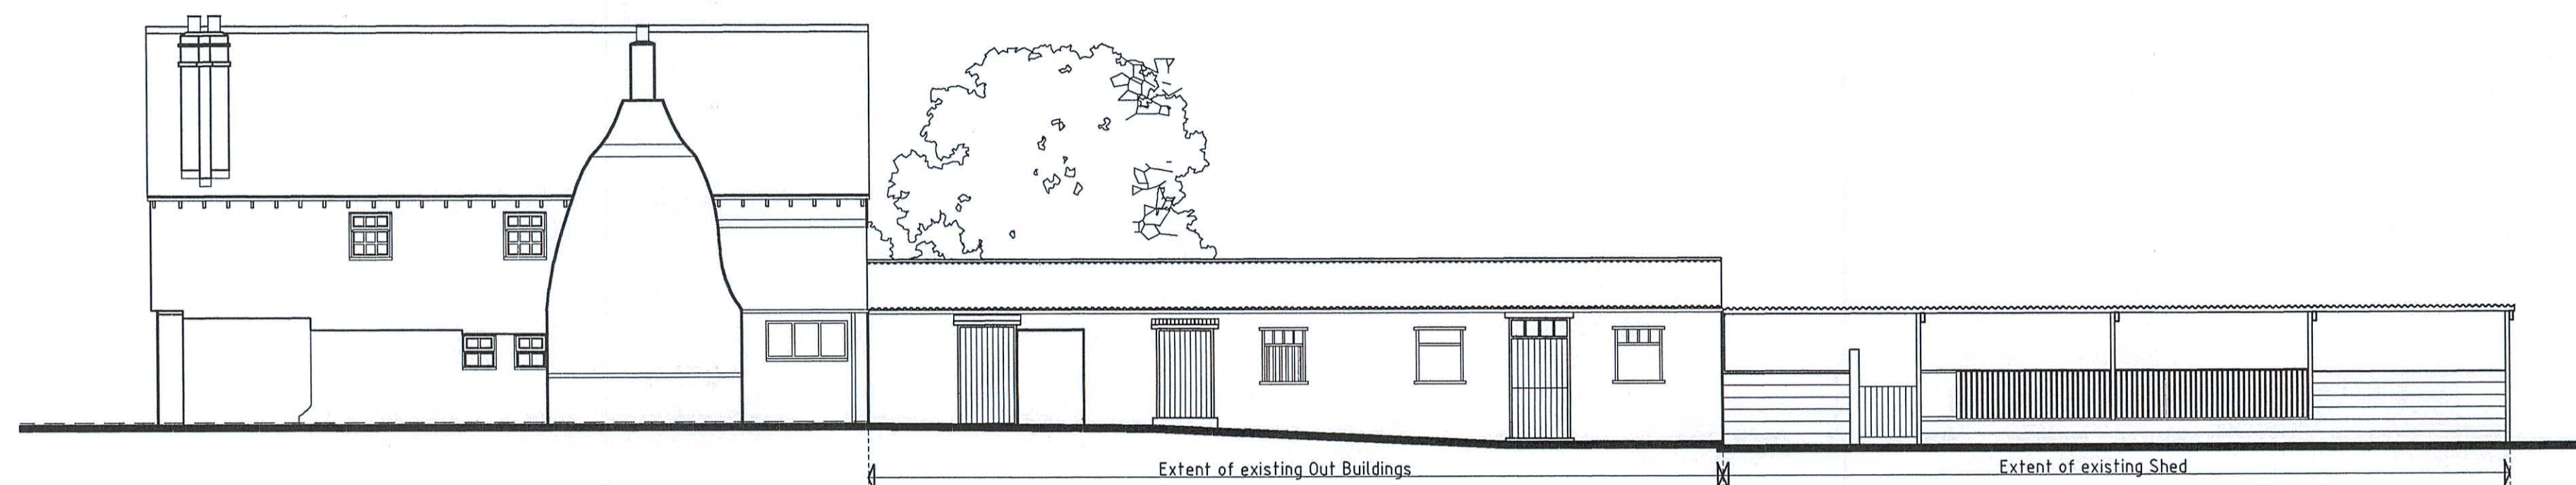 Extent of existing Out Buildings
Extent of existing Shed